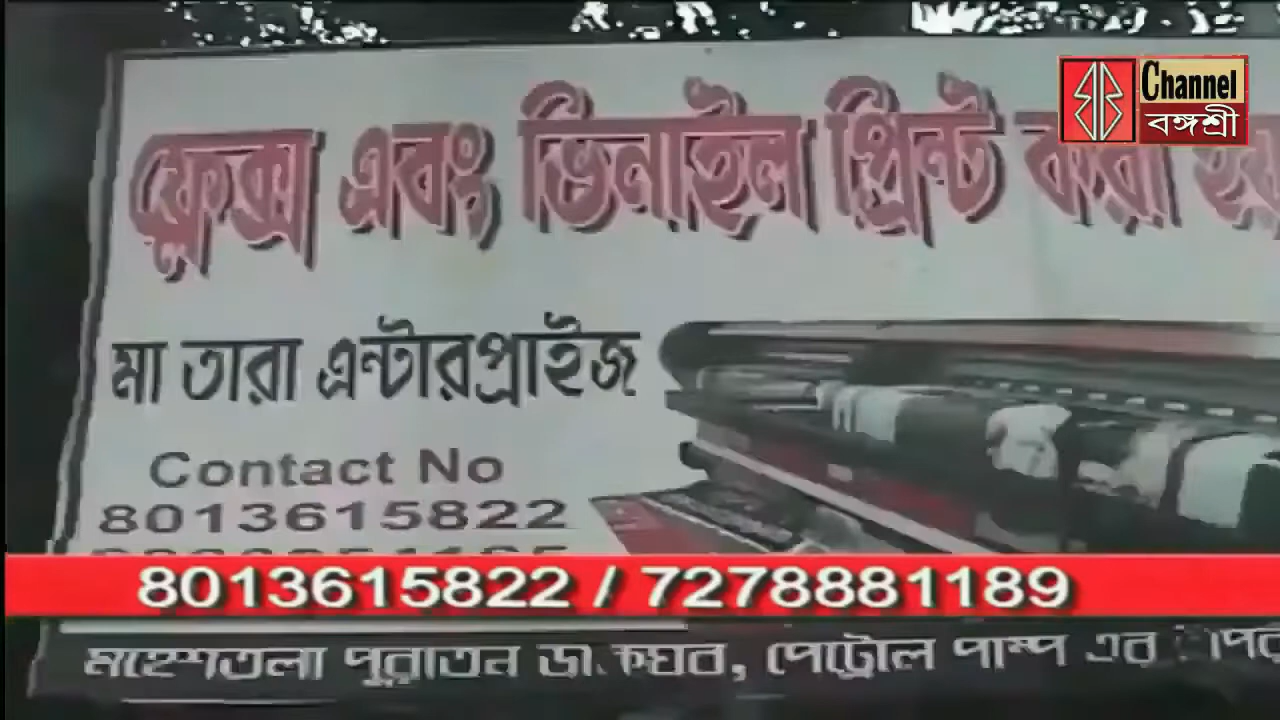 Channel
বঙ্গশ্রী
ফ্লেক্স এবং ভিনাইল প্রিন্ট করা হয়
মা তারা এন্টারপ্রাইজ
Contact No
8013615822
8013615822 / 7278881189
মহেশতলা পুরাতন ডাকঘর, পেট্রোল পাম্প এর